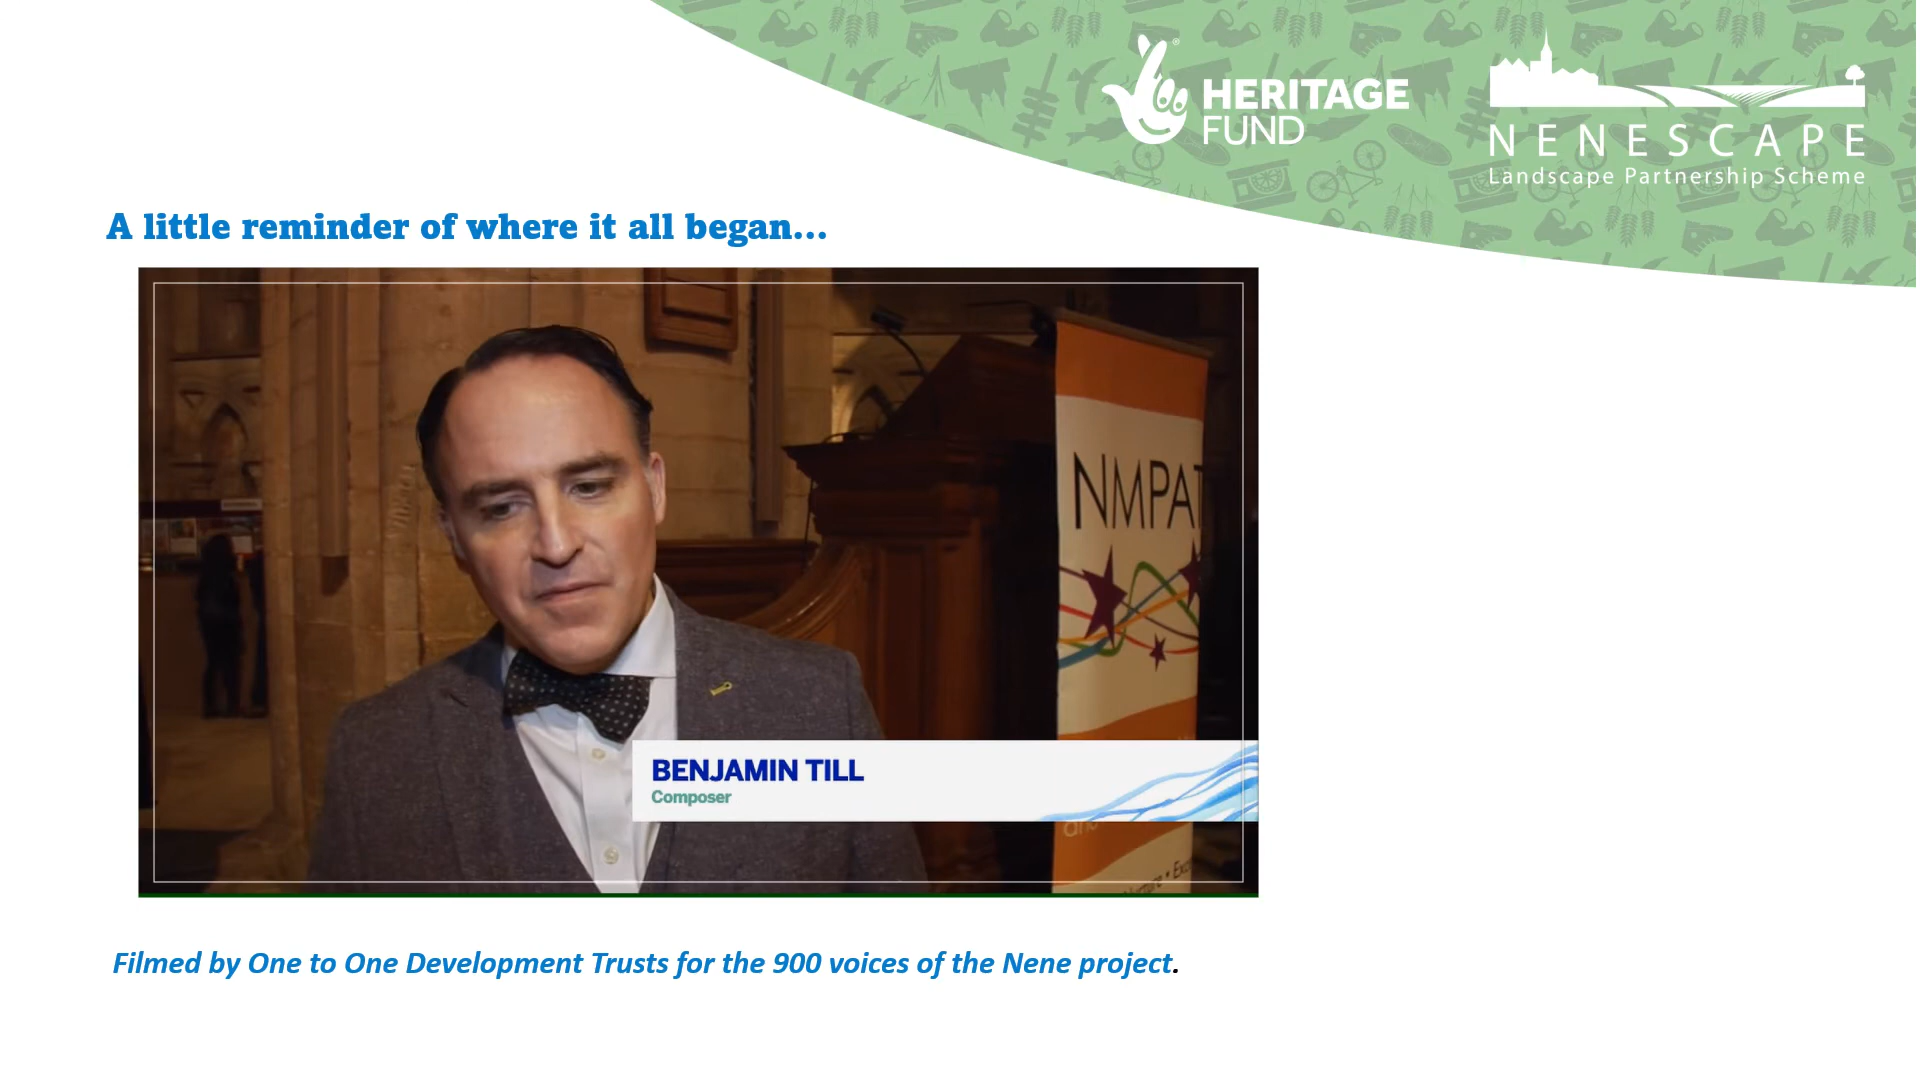 HERITAGE
FUND
NENESCAPE
Landscape Partnership Scheme
A little reminder of where it all began...
NMPAT
BENJAMIN TILL
Composer
Filmed by One to One Development Trusts for the 900 voices of the Nene project.